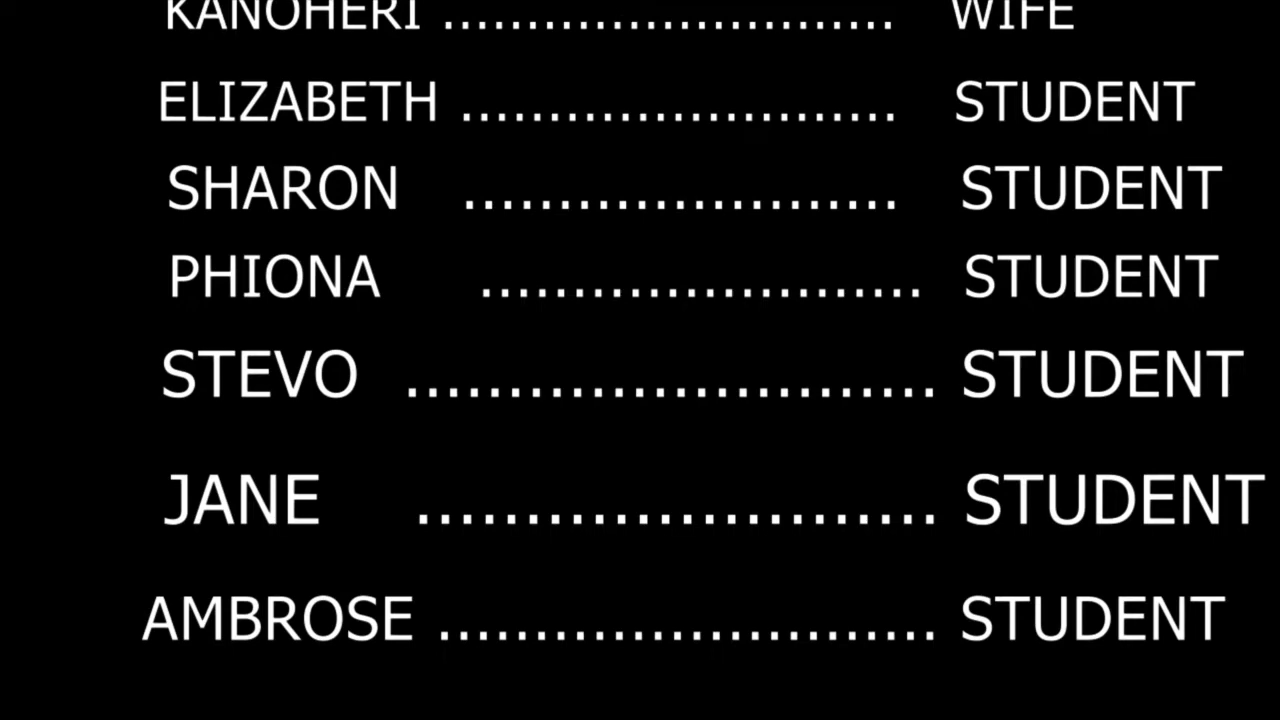 KANOHERI .......................... WIFE
ELIZABETH ......................... STUDENT
SHARON ....................... STUDENT
PHIONA ........................ STUDENT
STEVO .......................... STUDENT
JANE ........................ STUDENT
AMBROSE .......................... STUDENT